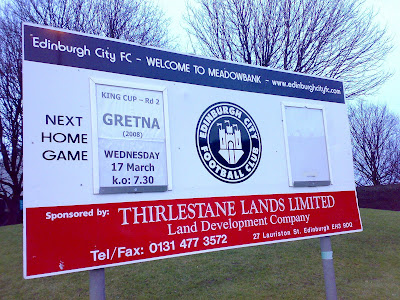 Edinburgh City FC - WELCOME TO MEADOWBANK - www.edinburghcityfc.com
NEXT
HOME
GAME
KING CUP - Rd 2
GRETNA
(2008)
WEDNESDAY
17 March
k.o: 7.30
EDINBURGH CITY
FOOTBALL CLUB
Sponsored by: THIRLESTANE LANDS LIMITED
Land Development Company
Tel/Fax: 0131 477 3572 27 Lauriston St. Edinburgh EH3 9DQ